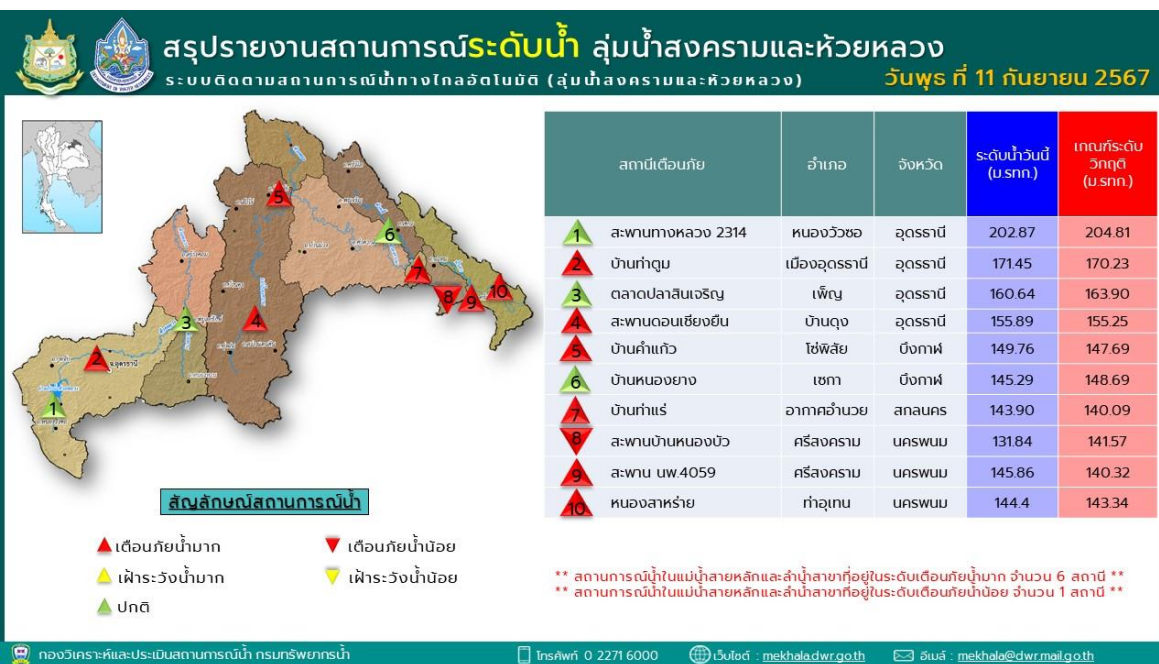 สรุปรายงานสถานการณ์ระดับน้ำ ลุ่มน้ำสงครามและห้วยหลวง
ระบบติดตามสถานการณ์น้ำทางไกลอัตโนมัติ (ลุ่มน้ำสงครามและห้วยหลวง) วันพุธ ที่ 11 กันยายน 2567
สถานีเตือนภัย อำเภอ จังหวัด ระดับน้ำวันนี้ (ม.รทก.) เกณฑ์ระดับวิกฤติ (ม.รทก.)
1 สะพานทางหลวง 2314 หนองวัวซอ อุดรธานี 202.87 204.81
2 บ้านท่าตูม เมืองอุดรธานี อุดรธานี 171.45 170.23
3 ตลาดปลาสินเจริญ เพ็ญ อุดรธานี 160.64 163.90
4 สะพานดอนเชียงยืน บ้านดุง อุดรธานี 155.89 155.25
5 บ้านคำแก้ว โซ่พิสัย บึงกาฬ 149.76 147.69
6 บ้านหนองยาง เซกา บึงกาฬ 145.29 148.69
7 บ้านท่าแร่ อากาศอำนวย สกลนคร 143.90 140.09
8 สะพานบ้านหนองบัว ศรีสงคราม นครพนม 131.84 141.57
9 สะพาน นพ.4059 ศรีสงคราม นครพนม 145.86 140.32
10 หนองสาหร่าย ท่าอุเทน นครพนม 144.4 143.34
5
6
7
8
9
10
3
4
2
1
สัญลักษณ์สถานการณ์น้ำ
เตือนภัยน้ำมาก เตือนภัยน้ำน้อย
เฝ้าระวังน้ำมาก เฝ้าระวังน้ำน้อย
ปกติ
** สถานการณ์น้ำในแม่น้ำสายหลักและลำน้ำสาขาที่อยู่ในระดับเตือนภัยน้ำมาก จำนวน 6 สถานี **
** สถานการณ์น้ำในแม่น้ำสายหลักและลำน้ำสาขาที่อยู่ในระดับเตือนภัยน้ำน้อย จำนวน 1 สถานี **
กองวิเคราะห์และประเมินสถานการณ์น้ำ กรมทรัพยากรน้ำ โทรศัพท์ 0 2271 6000 เว็บไซต์ : mekhala.dwr.go.th อีเมล์ : mekhala@dwr.mail.go.th